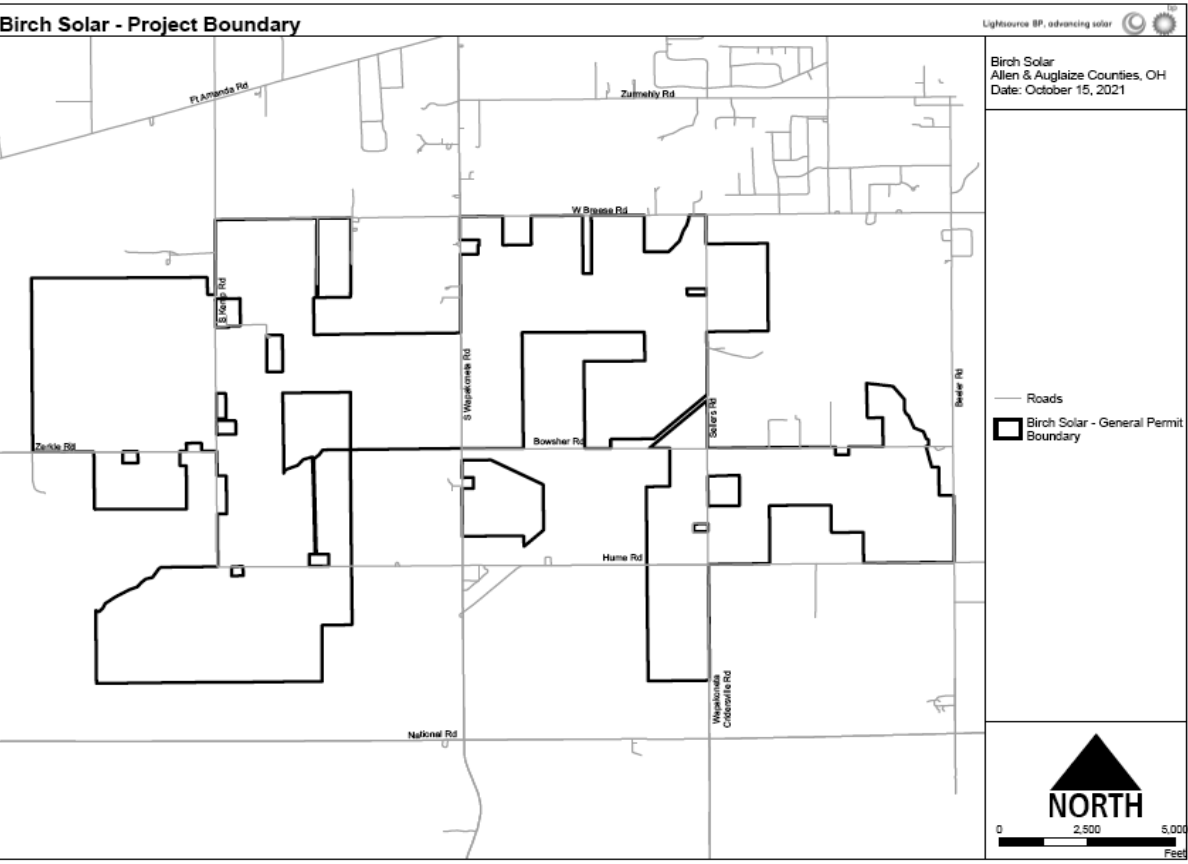 Birch Solar - Project Boundary
Lightsource BP, advancing solar
bp
Birch Solar
Allen & Auglaize Counties, OH
Date: October 15, 2021
Ft Amanda Rd
Zurmehly Rd
W Breese Rd
S Kemp Rd
S Wapakoneta Rd
Sellers Rd
Beeler Rd
Zerkle Rd
Bowsher Rd
Hume Rd
Wapakoneta
Cridersville Rd
National Rd
Roads
Birch Solar - General Permit
Boundary
NORTH
0 2,500 5,000
Feet